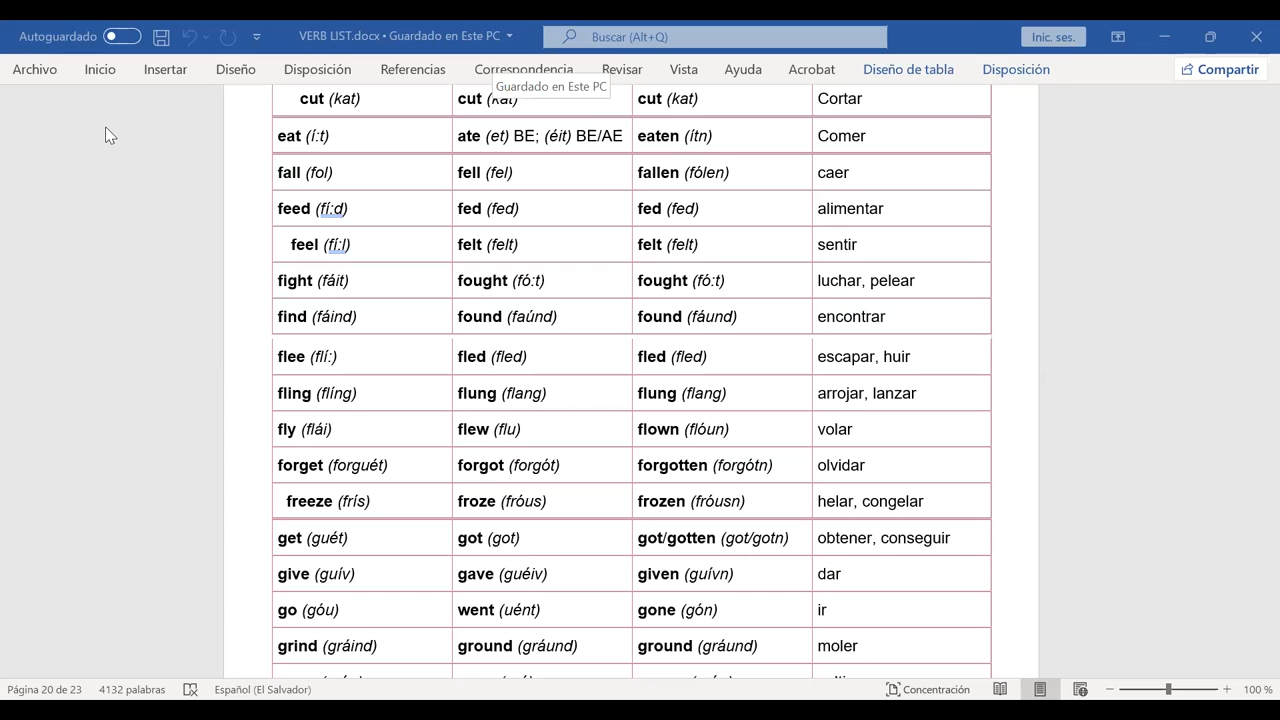 Autoguardado VERB LIST.docx • Guardado en Este PC Buscar (Alt+Q) Inic. ses.
Archivo Inicio Insertar Diseño Disposición Referencias Correspondencia Revisar Vista Ayuda Acrobat Diseño de tabla Disposición Compartir
Guardado en Este PC
cut (kat) cut (kat) cut (kat) Cortar
eat (í:t) ate (et) BE; (éit) BE/AE eaten (ítn) Comer
fall (fol) fell (fel) fallen (fólen) caer
feed (fí:d) fed (fed) fed (fed) alimentar
feel (fí:l) felt (felt) felt (felt) sentir
fight (fáit) fought (fó:t) fought (fó:t) luchar, pelear
find (fáind) found (faúnd) found (fáund) encontrar
flee (flí:) fled (fled) fled (fled) escapar, huir
fling (flíng) flung (flang) flung (flang) arrojar, lanzar
fly (flái) flew (flu) flown (flóun) volar
forget (forguét) forgot (forgót) forgotten (forgótn) olvidar
freeze (frís) froze (fróus) frozen (fróusn) helar, congelar
get (guét) got (got) got/gotten (got/gotn) obtener, conseguir
give (guív) gave (guéiv) given (guívn) dar
go (góu) went (uént) gone (gón) ir
grind (gráind) ground (gráund) ground (gráund) moler
Página 20 de 23 4132 palabras Español (El Salvador) Concentración 100 %